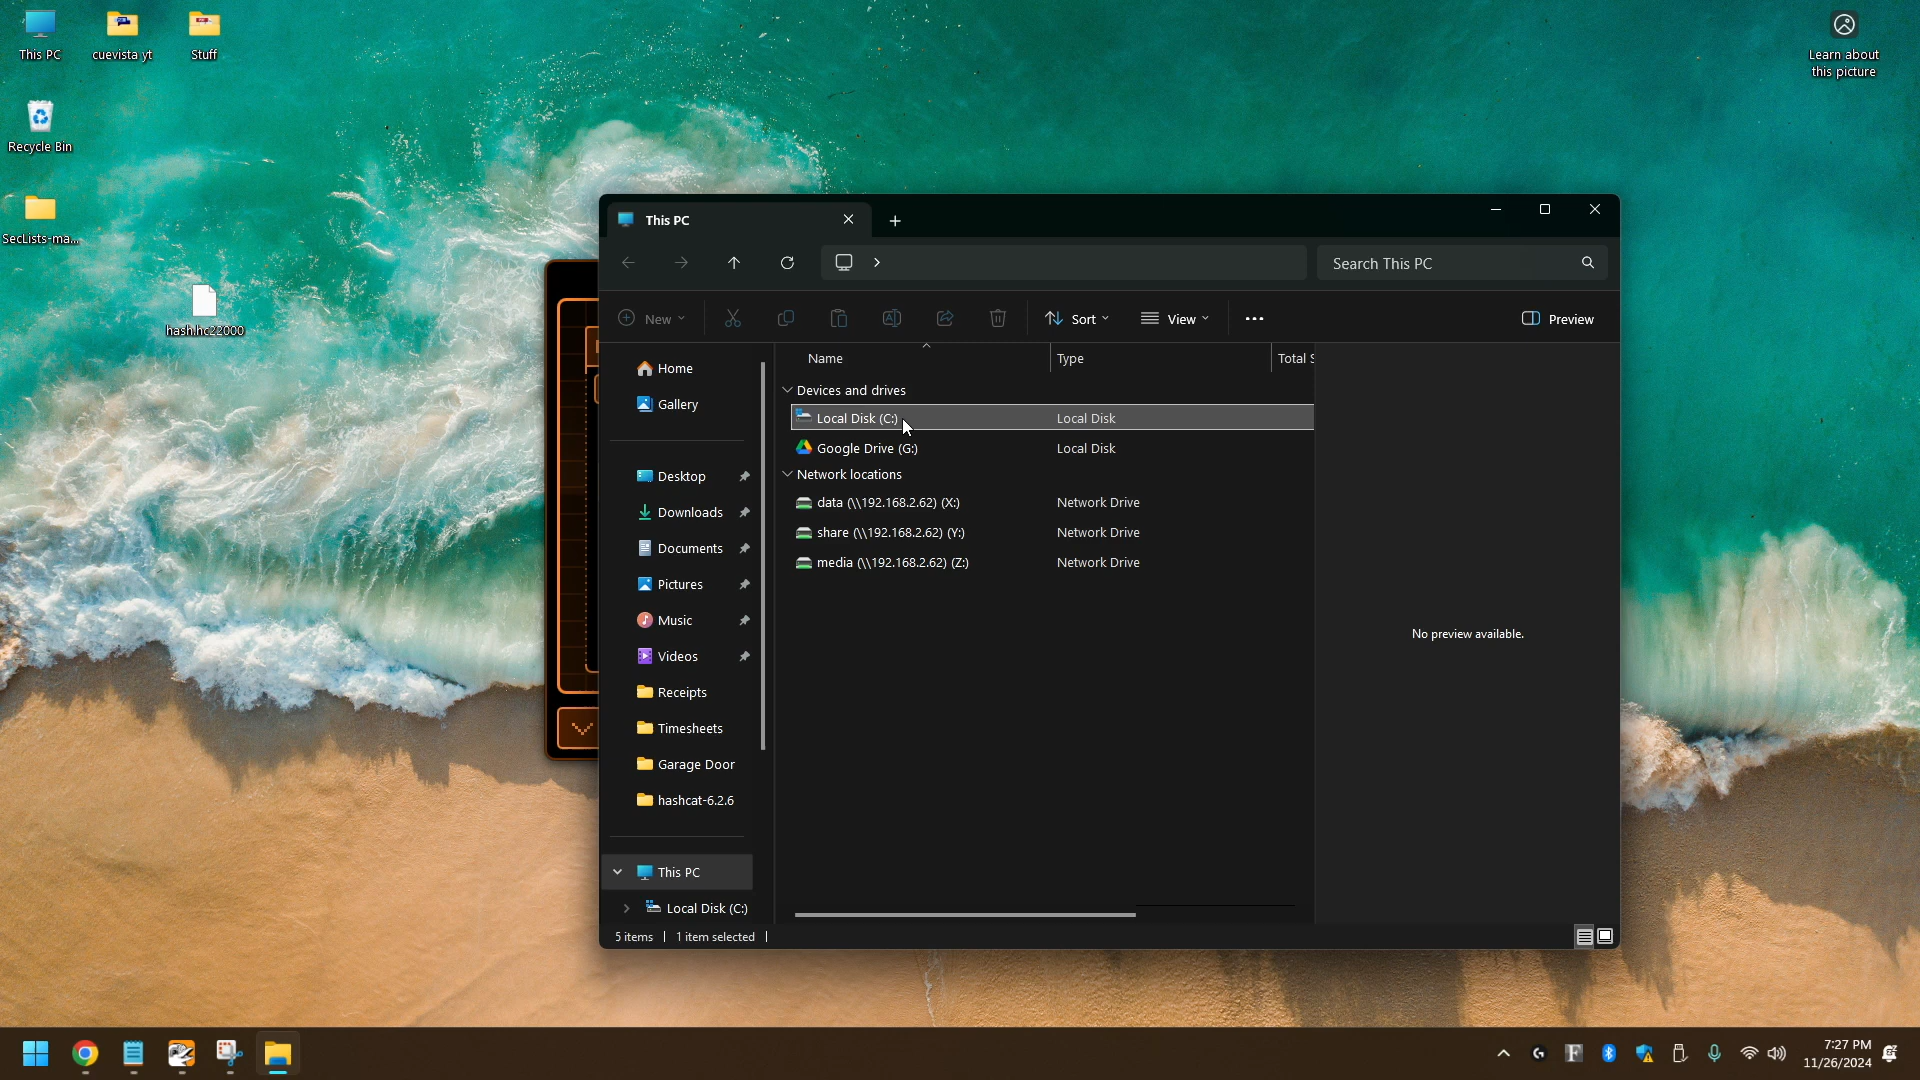 This PC
cuevista yt
Stuff
Learn about
this picture
Recycle Bin
SecLists-ma...
hash.hc22000
This PC
Search This PC
New
Sort
View
Preview
Home
Gallery
Desktop
Downloads
Documents
Pictures
Music
Videos
Receipts
Timesheets
Garage Door
hashcat-6.2.6
This PC
Local Disk (C:)
Name
Type
Total S
Devices and drives
Local Disk (C:)
Local Disk
Google Drive (G:)
Local Disk
Network locations
data (\\192.168.2.62) (X:)
Network Drive
share (\\192.168.2.62) (Y:)
Network Drive
media (\\192.168.2.62) (Z:)
Network Drive
No preview available.
5 items
1 item selected
7:27 PM
11/26/2024